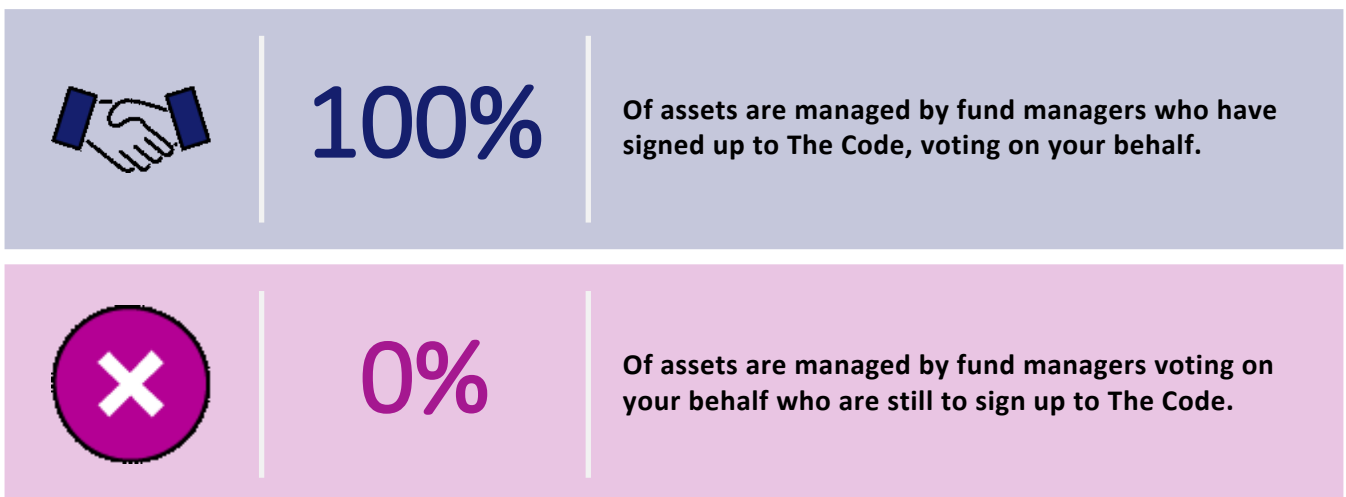 100%
Of assets are managed by fund managers who have
signed up to The Code, voting on your behalf.
0%
Of assets are managed by fund managers voting on
your behalf who are still to sign up to The Code.